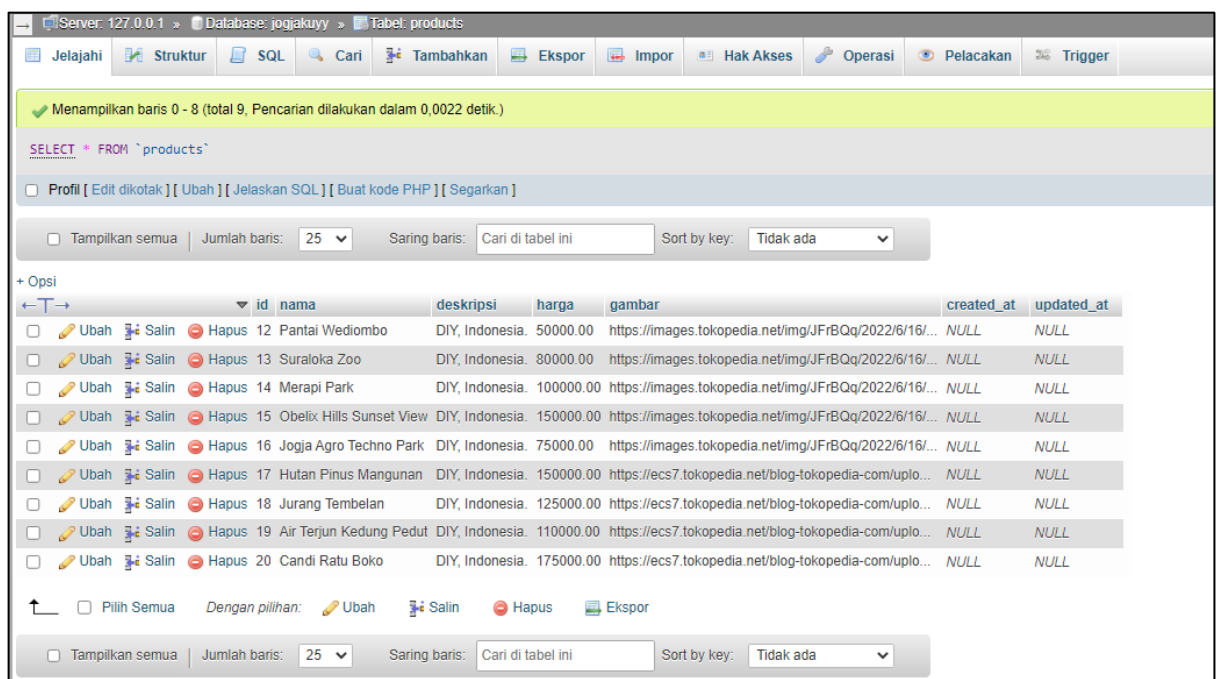 Server: 127.0.0.1 » Database: jogjakuyy » Tabel: products
Jelajahi Struktur SQL Cari Tambahkan Ekspor Impor Hak Akses Operasi Pelacakan Trigger
Menampilkan baris 0 - 8 (total 9, Pencarian dilakukan dalam 0,0022 detik.)
SELECT * FROM `products`
Profil [ Edit dikotak ] [ Ubah ] [ Jelaskan SQL ] [ Buat kode PHP ] [ Segarkan ]
Tampilkan semua | Jumlah baris: 25 Saring baris: Cari di tabel ini Sort by key: Tidak ada
+ Opsi
←T→ id nama deskripsi harga gambar created_at updated_at
Ubah Salin Hapus 12 Pantai Wediombo DIY, Indonesia. 50000.00 https://images.tokopedia.net/img/JFrBQq/2022/6/16/... NULL NULL
Ubah Salin Hapus 13 Suraloka Zoo DIY, Indonesia. 80000.00 https://images.tokopedia.net/img/JFrBQq/2022/6/16/... NULL NULL
Ubah Salin Hapus 14 Merapi Park DIY, Indonesia. 100000.00 https://images.tokopedia.net/img/JFrBQq/2022/6/16/... NULL NULL
Ubah Salin Hapus 15 Obelix Hills Sunset View DIY, Indonesia. 150000.00 https://images.tokopedia.net/img/JFrBQq/2022/6/16/... NULL NULL
Ubah Salin Hapus 16 Jogja Agro Techno Park DIY, Indonesia. 75000.00 https://images.tokopedia.net/img/JFrBQq/2022/6/16/... NULL NULL
Ubah Salin Hapus 17 Hutan Pinus Mangunan DIY, Indonesia. 150000.00 https://ecs7.tokopedia.net/blog-tokopedia-com/uplo... NULL NULL
Ubah Salin Hapus 18 Jurang Tembelan DIY, Indonesia. 125000.00 https://ecs7.tokopedia.net/blog-tokopedia-com/uplo... NULL NULL
Ubah Salin Hapus 19 Air Terjun Kedung Pedut DIY, Indonesia. 110000.00 https://ecs7.tokopedia.net/blog-tokopedia-com/uplo... NULL NULL
Ubah Salin Hapus 20 Candi Ratu Boko DIY, Indonesia. 175000.00 https://ecs7.tokopedia.net/blog-tokopedia-com/uplo... NULL NULL
Pilih Semua Dengan pilihan: Ubah Salin Hapus Ekspor
Tampilkan semua | Jumlah baris: 25 Saring baris: Cari di tabel ini Sort by key: Tidak ada